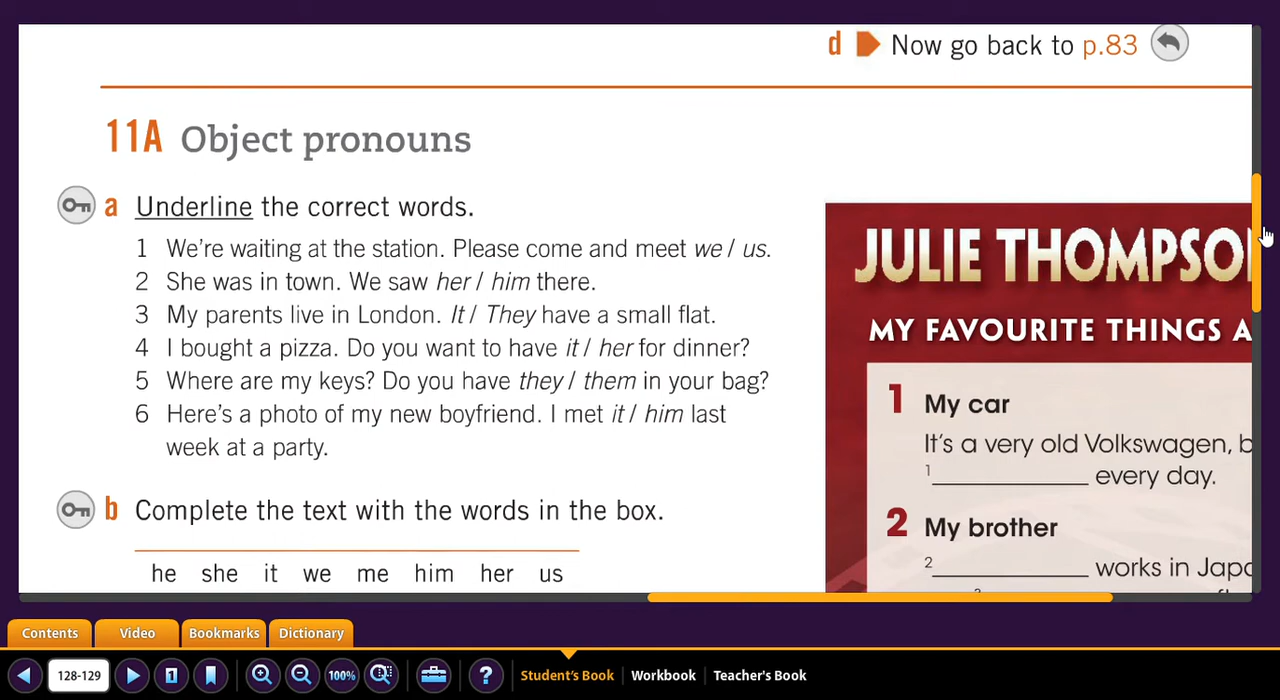 d Now go back to p.83
11A Object pronouns
a Underline the correct words.
1 We're waiting at the station. Please come and meet we / us.
2 She was in town. We saw her / him there.
3 My parents live in London. It / They have a small flat.
4 I bought a pizza. Do you want to have it / her for dinner?
5 Where are my keys? Do you have they / them in your bag?
6 Here's a photo of my new boyfriend. I met it / him last
week at a party.
b Complete the text with the words in the box.
he she it we me him her us
JULIE THOMPSO
MY FAVOURITE THINGS A
1 My car
It's a very old Volkswagen, b
1 ____________ every day.
2 My brother
2 ____________ works in Japa
Contents Video Bookmarks Dictionary
128-129 1 100% ? Student's Book Workbook Teacher's Book